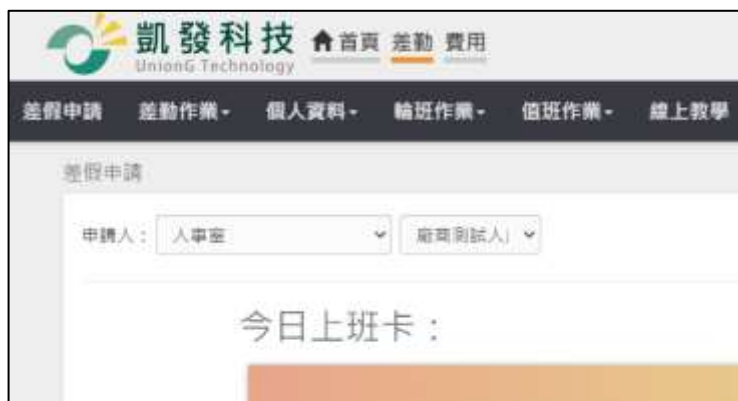 凱發科技 首頁 差勤 費用
UnionG Technology
差假申請 差勤作業 個人資料 輪班作業 值班作業 線上教學
差假申請
申請人： 人事室 廠商測試人
今日上班卡：